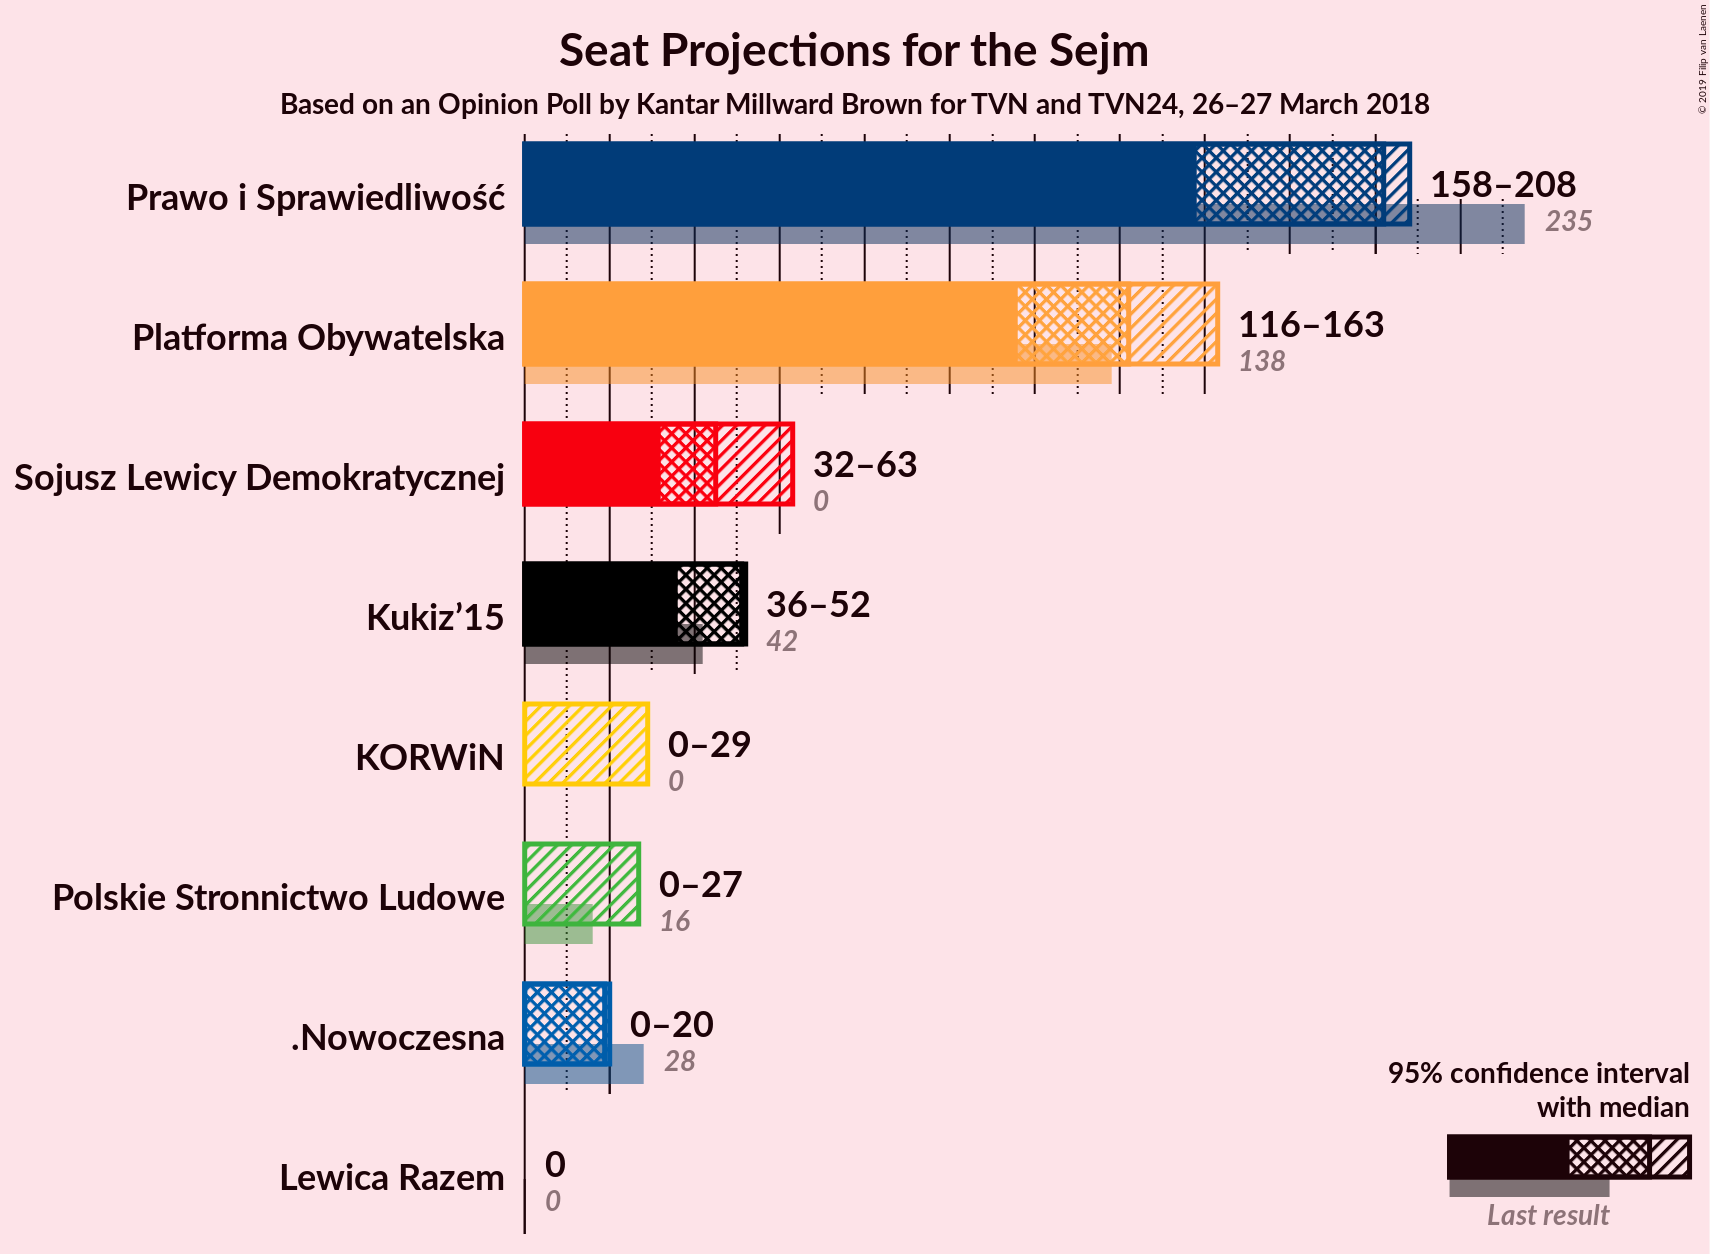 Seat Projections for the Sejm
Based on an Opinion Poll by Kantar Millward Brown for TVN and TVN24, 26–27 March 2018
© 2019 Filip van Laenen
Prawo i Sprawiedliwość
158–208
235
Platforma Obywatelska
116–163
138
Sojusz Lewicy Demokratycznej
32–63
0
Kukiz’15
36–52
42
KORWiN
0–29
0
Polskie Stronnictwo Ludowe
0–27
16
.Nowoczesna
0–20
28
Lewica Razem
0
0
95% confidence interval
with median
Last result